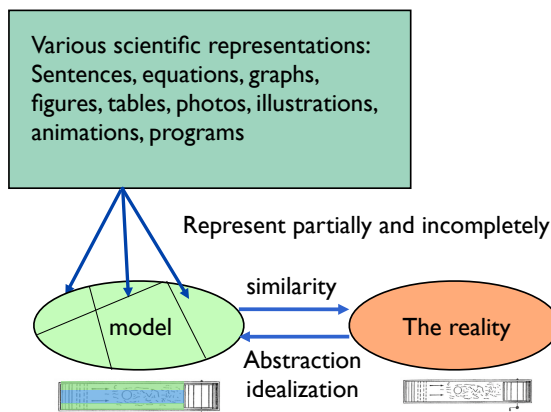 Various scientific representations:
Sentences, equations, graphs,
figures, tables, photos, illustrations,
animations, programs
Represent partially and incompletely
similarity
model
The reality
Abstraction
idealization